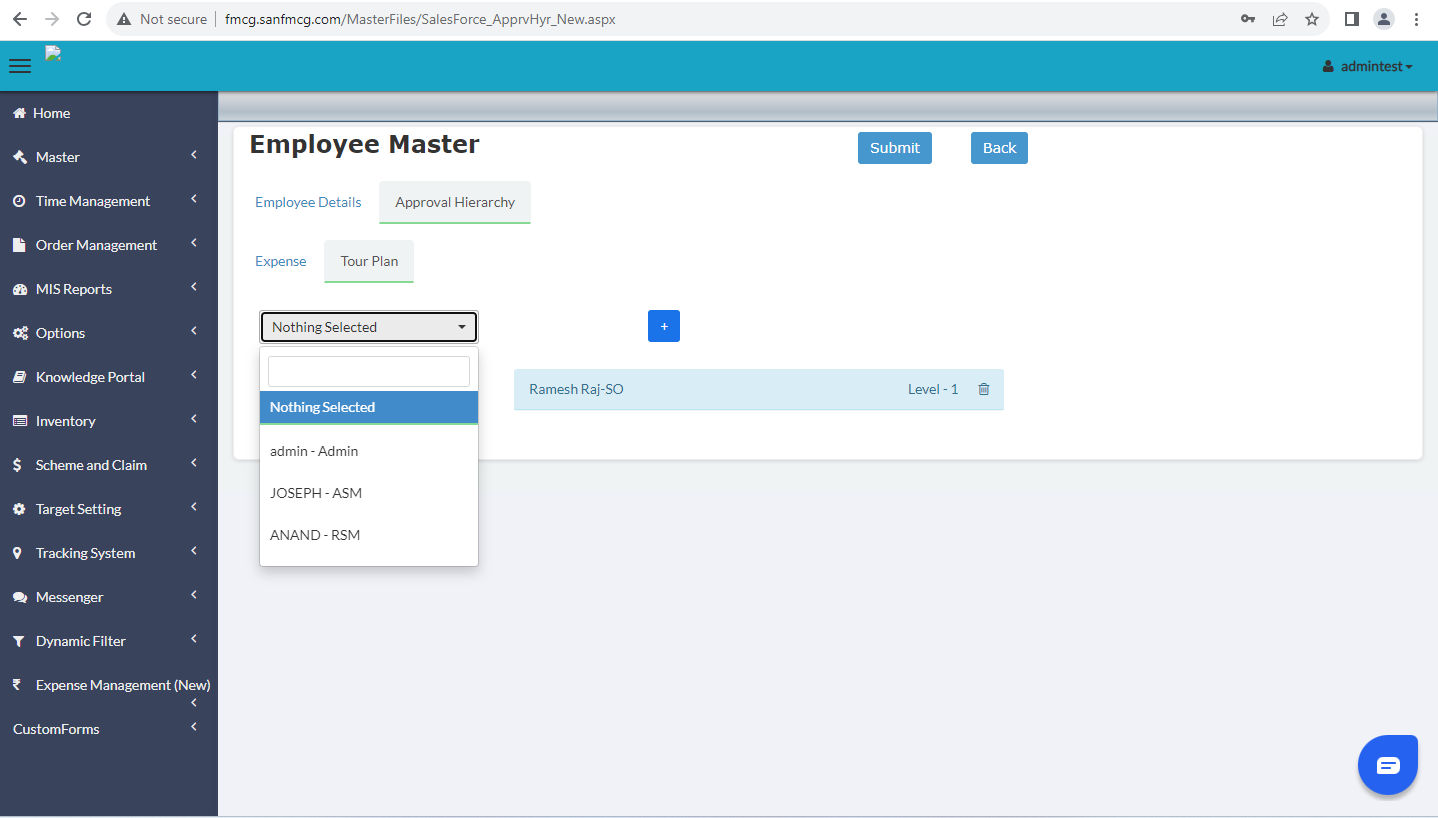 Not secure | fmcg.sanfmcg.com/MasterFiles/SalesForce_ApprvHyr_New.aspx
admintest
Home
Master
Time Management
Order Management
MIS Reports
Options
Knowledge Portal
Inventory
Scheme and Claim
Target Setting
Tracking System
Messenger
Dynamic Filter
Expense Management (New)
CustomForms
Employee Master
Submit
Back
Employee Details
Approval Hierarchy
Expense
Tour Plan
Nothing Selected
+
Nothing Selected
admin - Admin
JOSEPH - ASM
ANAND - RSM
Ramesh Raj-SO Level - 1